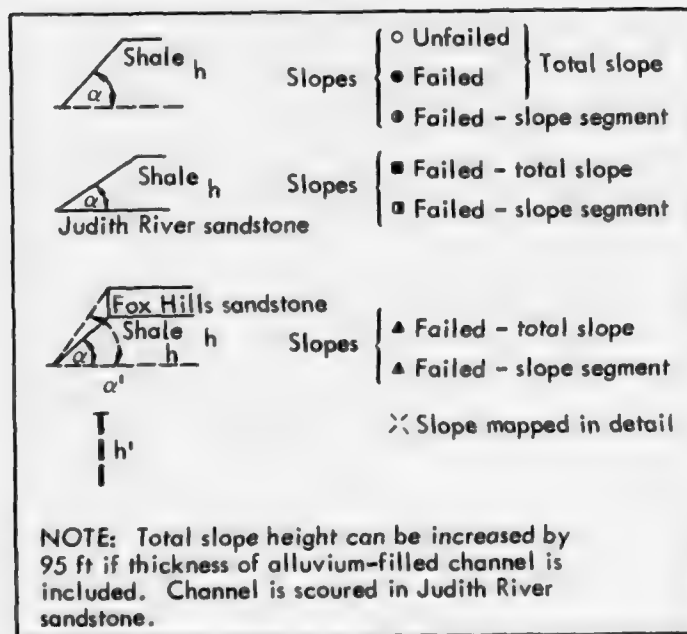 Shale h
α
Slopes
○ Unfailed
● Failed
Total slope
◍ Failed - slope segment
Shale h
α
Judith River sandstone
Slopes
■ Failed - total slope
◫ Failed - slope segment
Fox Hills sandstone
Shale h
h
α
α'
Slopes
▲ Failed - total slope
▲ Failed - slope segment
h'
Slope mapped in detail
NOTE: Total slope height can be increased by
95 ft if thickness of alluvium-filled channel is
included. Channel is scoured in Judith River
sandstone.